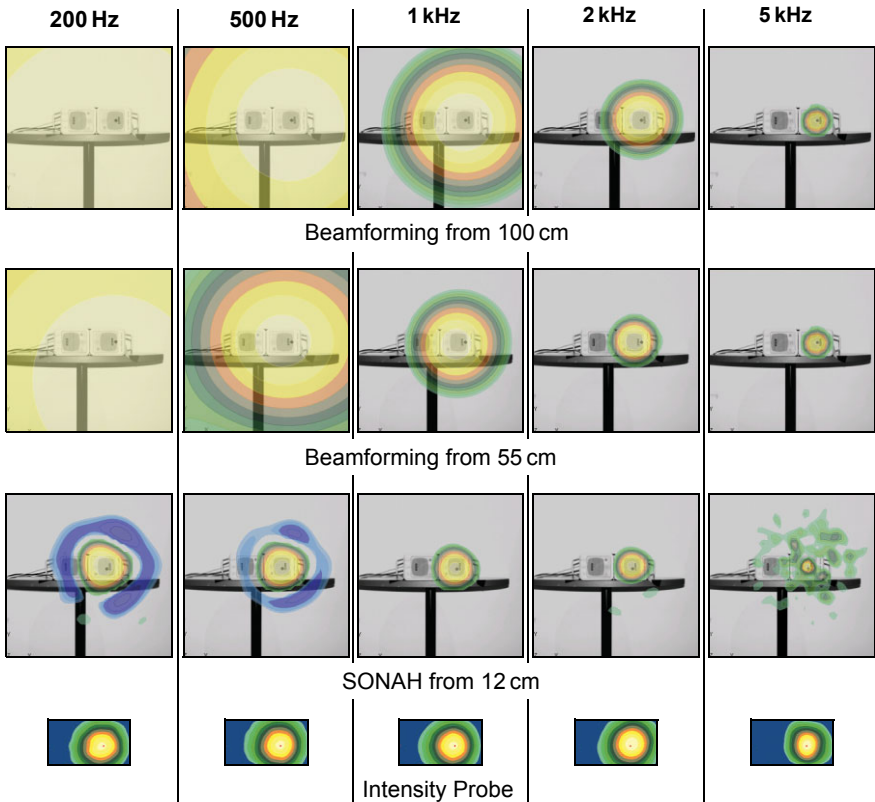 200 Hz 500 Hz 1 kHz 2 kHz 5 kHz
Beamforming from 100 cm
Beamforming from 55 cm
SONAH from 12 cm
Intensity Probe